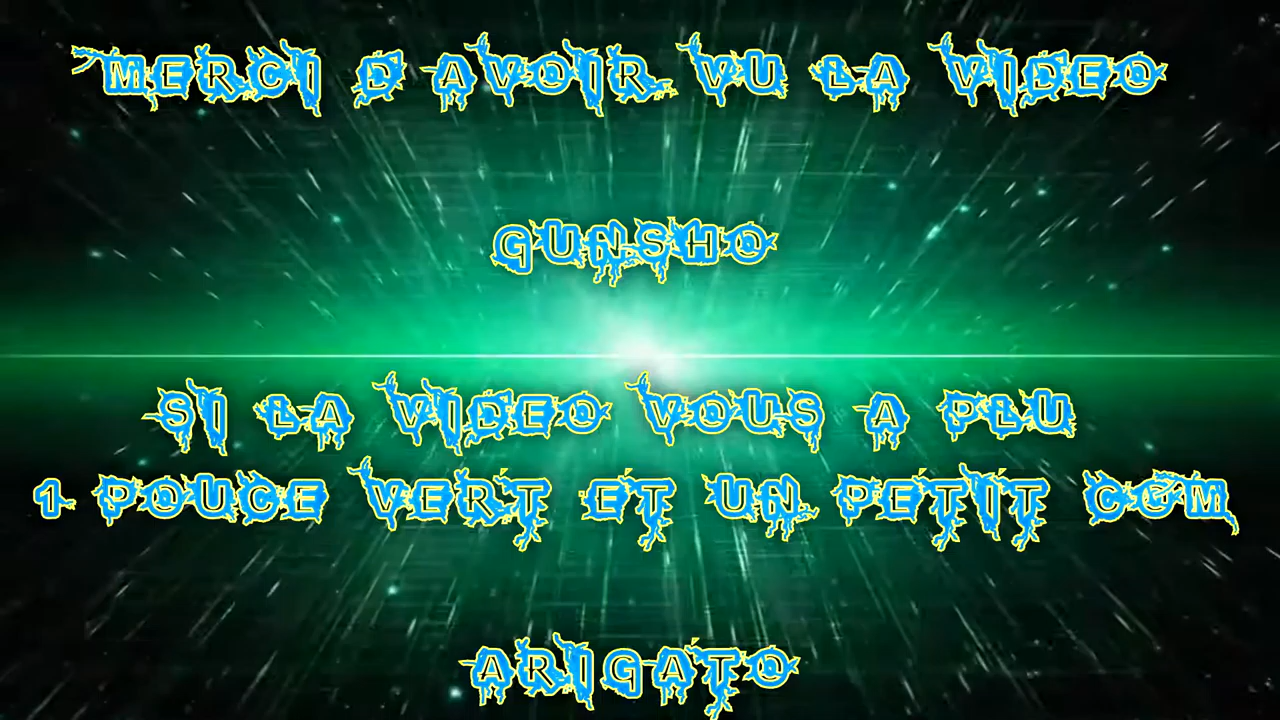 MERCI D AVOIR VU LA VIDEO
GUNSHO
SI LA VIDEO VOUS A PLU
1 POUCE VERT ET UN PETIT COM
ARIGATO